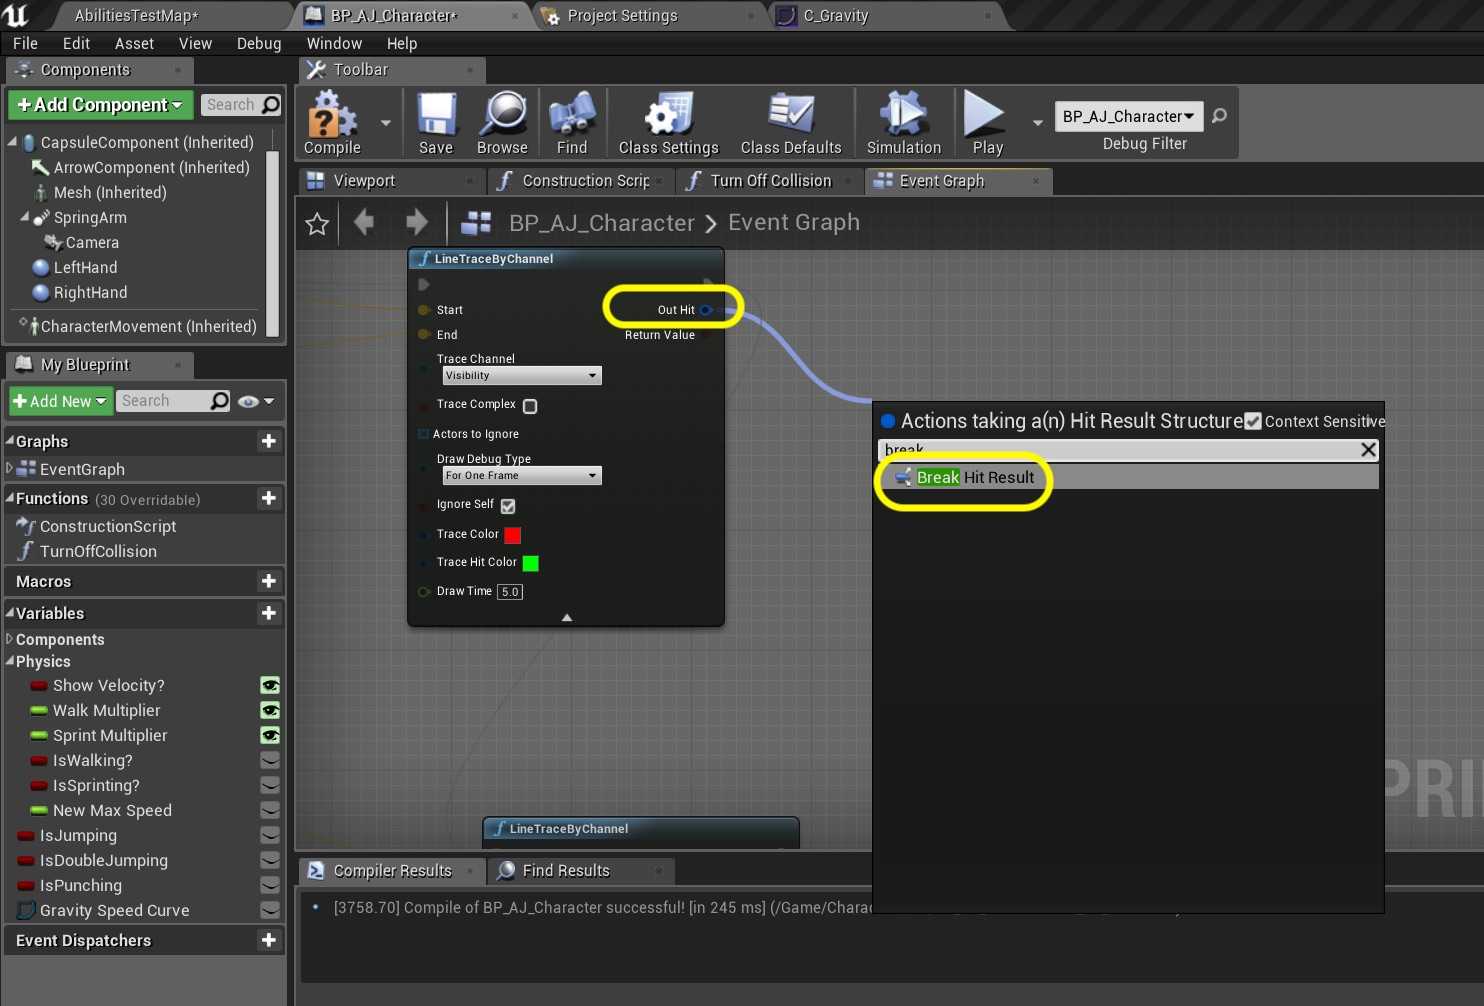 AbilitiesTestMap*
BP_AJ_Character*
Project Settings
C_Gravity
File Edit Asset View Debug Window Help
Components
Toolbar
+Add Component
Search
Compile
Save
Browse
Find
Class Settings
Class Defaults
Simulation
Play
BP_AJ_Character
Debug Filter
CapsuleComponent (Inherited)
ArrowComponent (Inherited)
Mesh (Inherited)
SpringArm
Camera
LeftHand
RightHand
CharacterMovement (Inherited)
Viewport
Construction Scrip
Turn Off Collision
Event Graph
BP_AJ_Character > Event Graph
My Blueprint
+Add New
Search
Graphs
EventGraph
Functions (30 Overridable)
ConstructionScript
TurnOffCollision
Macros
Variables
Components
Physics
Show Velocity?
Walk Multiplier
Sprint Multiplier
IsWalking?
IsSprinting?
New Max Speed
IsJumping
IsDoubleJumping
IsPunching
Gravity Speed Curve
Event Dispatchers
LineTraceByChannel
Start
Out Hit
End
Return Value
Trace Channel
Visibility
Trace Complex
Actors to Ignore
Draw Debug Type
For One Frame
Ignore Self
Trace Color
Trace Hit Color
Draw Time 5.0
Actions taking a(n) Hit Result Structure
Context Sensitive
break
Break Hit Result
PRI
LineTraceByChannel
Compiler Results
Find Results
[3758.70] Compile of BP_AJ_Character successful! [in 245 ms] (/Game/Charac